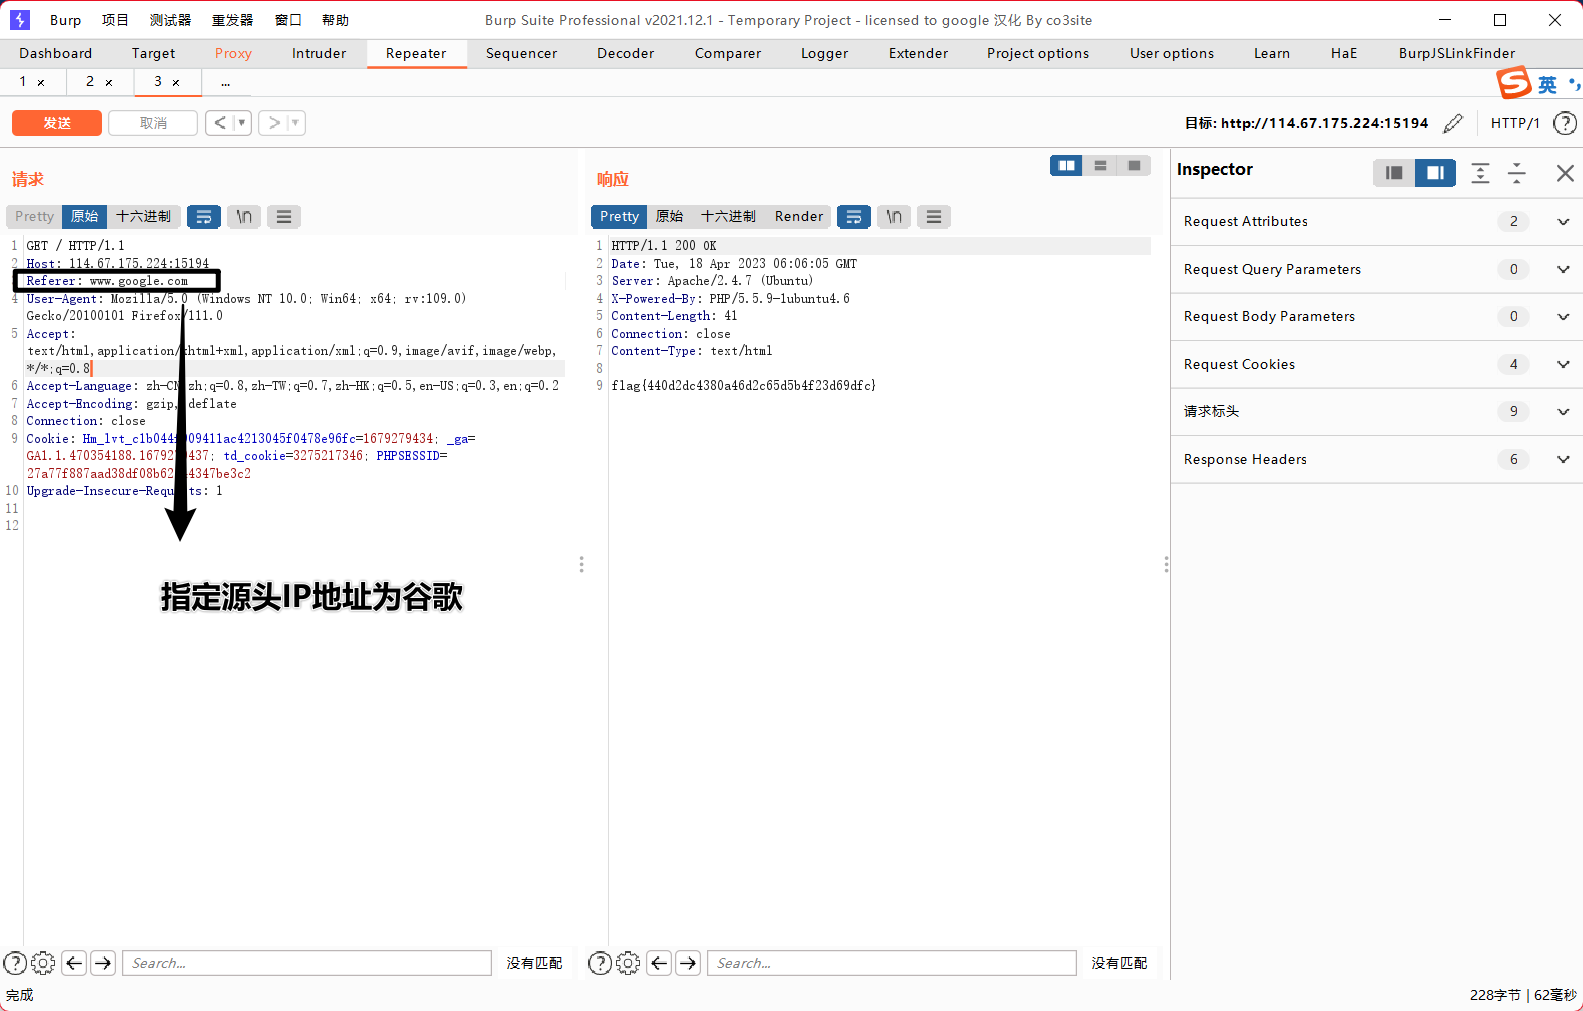 Burp 项目 测试器 重发器 窗口 帮助 Burp Suite Professional v2021.12.1 - Temporary Project - licensed to google 汉化 By co3site
Dashboard Target Proxy Intruder Repeater Sequencer Decoder Comparer Logger Extender Project options User options Learn HaE BurpJSLinkFinder
1 × 2 × 3 × ...
英
发送 取消 < ▾ > ▾ 目标: http://114.67.175.224:15194 HTTP/1 ?
请求
Pretty 原始 十六进制 \n
1 GET / HTTP/1.1
2 Host: 114.67.175.224:15194
Referer: www.google.com
4 User-Agent: Mozilla/5.0 (Windows NT 10.0; Win64; x64; rv:109.0)
Gecko/20100101 Firefox/111.0
5 Accept:
text/html,application/xhtml+xml,application/xml;q=0.9,image/avif,image/webp,
*/*;q=0.8
6 Accept-Language: zh-CN,zh;q=0.8,zh-TW;q=0.7,zh-HK;q=0.5,en-US;q=0.3,en;q=0.2
7 Accept-Encoding: gzip, deflate
8 Connection: close
9 Cookie: Hm_lvt_c1b044 909411ac4213045f0478e96fc=1679279434; _ga=
GA1.1.470354188.1679279437; td_cookie=3275217346; PHPSESSID=
27a77f887aad38df08b62 4347be3c2
10 Upgrade-Insecure-Requests: 1
11
12
指定源头IP地址为谷歌
响应
Pretty 原始 十六进制 Render \n
1 HTTP/1.1 200 OK
2 Date: Tue, 18 Apr 2023 06:06:05 GMT
3 Server: Apache/2.4.7 (Ubuntu)
4 X-Powered-By: PHP/5.5.9-1ubuntu4.6
5 Content-Length: 41
6 Connection: close
7 Content-Type: text/html
8
9 flag{440d2dc4380a46d2c65d5b4f23d69dfc}
Inspector
Request Attributes 2
Request Query Parameters 0
Request Body Parameters 0
Request Cookies 4
请求标头 9
Response Headers 6
? Search... 没有匹配
? Search... 没有匹配
完成 228字节 | 62毫秒